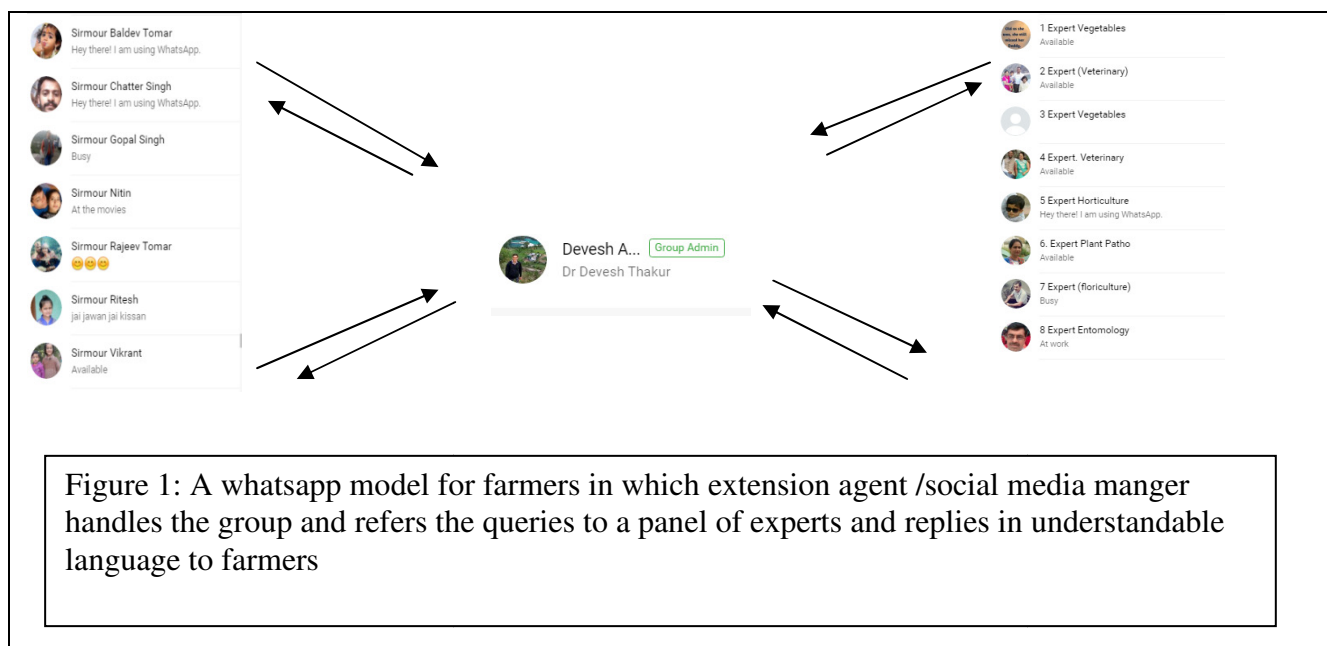 Sirmour Baldev Tomar
Hey there! I am using WhatsApp.
Sirmour Chatter Singh
Hey there! I am using WhatsApp.
Sirmour Gopal Singh
Busy
Sirmour Nitin
At the movies
Sirmour Rajeev Tomar
😊😊😊
Sirmour Ritesh
jai jawan jai kissan
Sirmour Vikrant
Available
Devesh A... Group Admin
Dr Devesh Thakur
1 Expert Vegetables
Available
2 Expert (Veterinary)
Available
3 Expert Vegetables
4 Expert. Veterinary
Available
5 Expert Horticulture
Hey there! I am using WhatsApp.
6. Expert Plant Patho
Available
7 Expert (floriculture)
Busy
8 Expert Entomology
At work
Figure 1: A whatsapp model for farmers in which extension agent /social media manger
handles the group and refers the queries to a panel of experts and replies in understandable
language to farmers